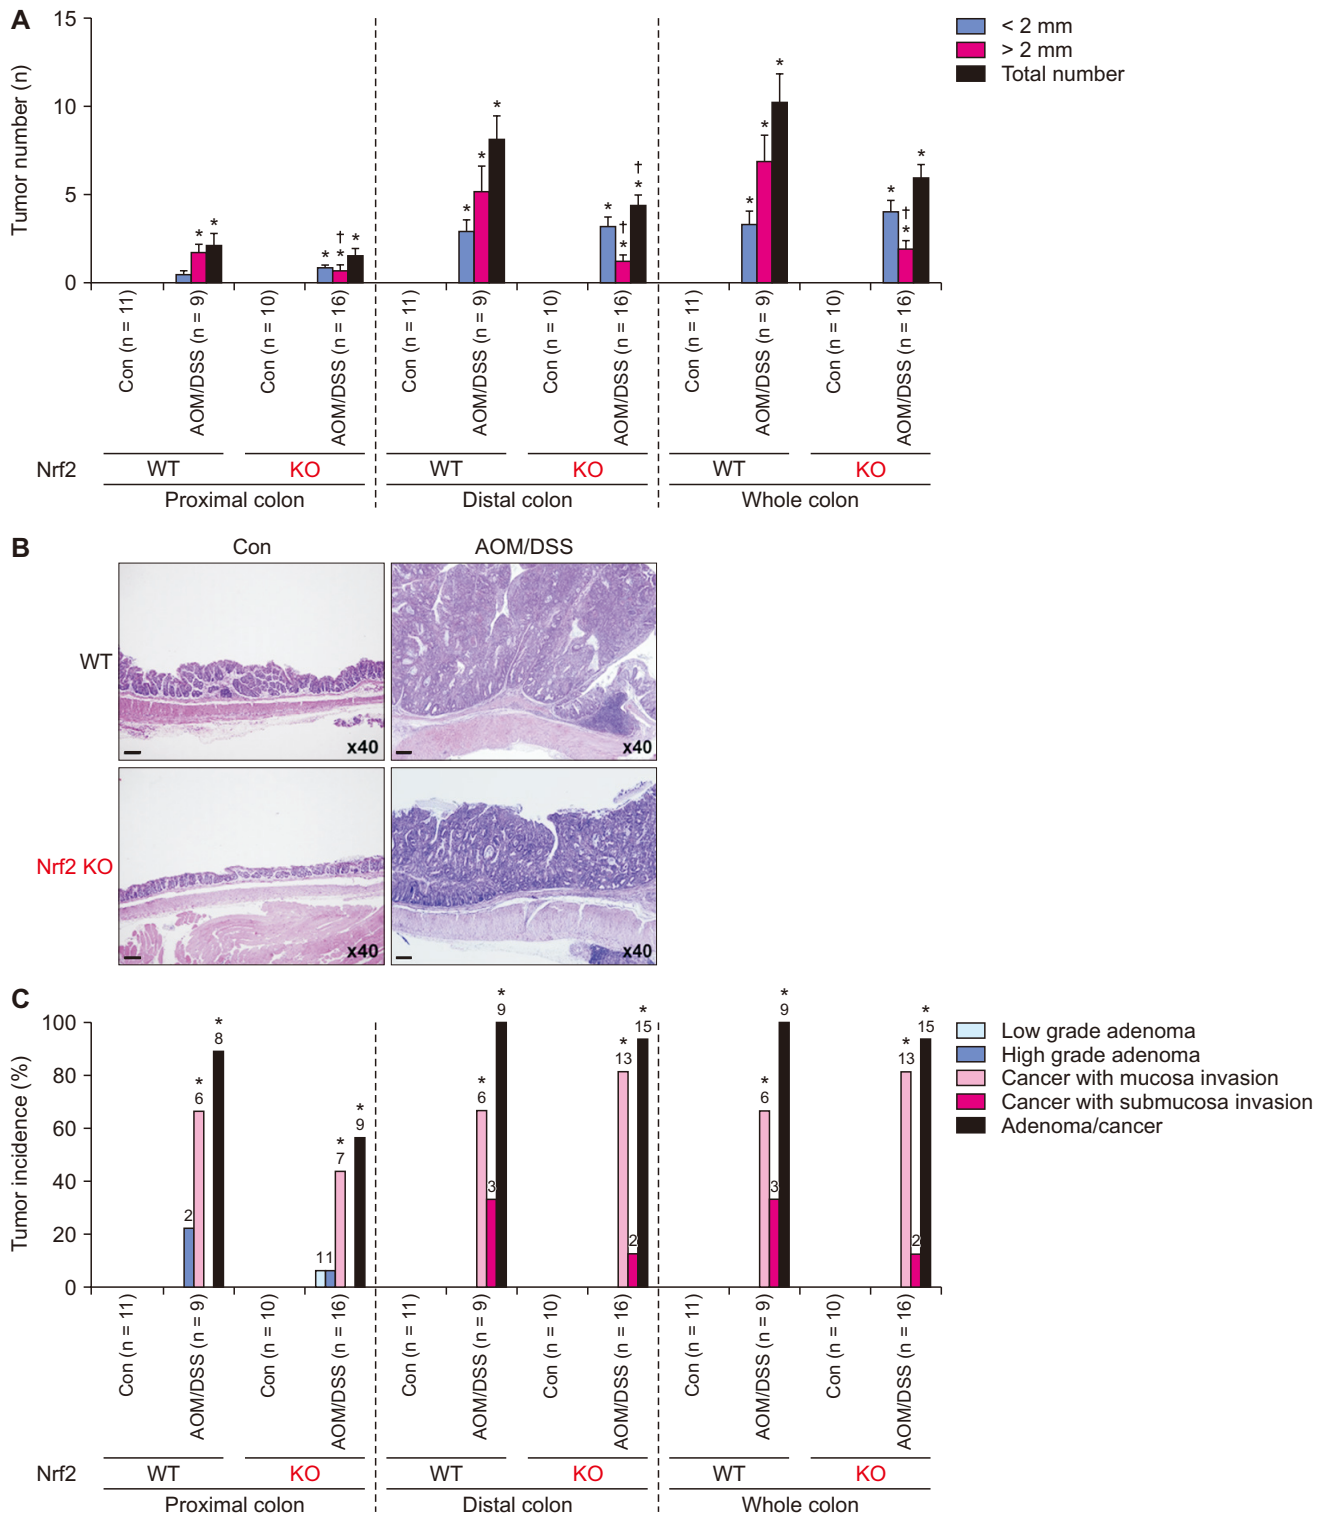 A
15
10
5
0
Tumor number (n)
< 2 mm
> 2 mm
Total number
* * * * † * * * * * * † * † * * * * * † * *
Con (n = 11)
AOM/DSS (n = 9)
Con (n = 10)
AOM/DSS (n = 16)
Con (n = 11)
AOM/DSS (n = 9)
Con (n = 10)
AOM/DSS (n = 16)
Con (n = 11)
AOM/DSS (n = 9)
Con (n = 10)
AOM/DSS (n = 16)
Nrf2 WT KO WT KO WT KO
Proximal colon Distal colon Whole colon
B
Con AOM/DSS
WT
x40 x40
Nrf2 KO
x40 x40
C
100
80
60
40
20
0
Tumor incidence (%)
Low grade adenoma
High grade adenoma
Cancer with mucosa invasion
Cancer with submucosa invasion
Adenoma/cancer
2 * 6 * 8
1 1 * 7 * 9
* 6 3 * 9
* 13 2 * 15
* 6 3 * 9
* 13 2 * 15
Con (n = 11)
AOM/DSS (n = 9)
Con (n = 10)
AOM/DSS (n = 16)
Con (n = 11)
AOM/DSS (n = 9)
Con (n = 10)
AOM/DSS (n = 16)
Con (n = 11)
AOM/DSS (n = 9)
Con (n = 10)
AOM/DSS (n = 16)
Nrf2 WT KO WT KO WT KO
Proximal colon Distal colon Whole colon